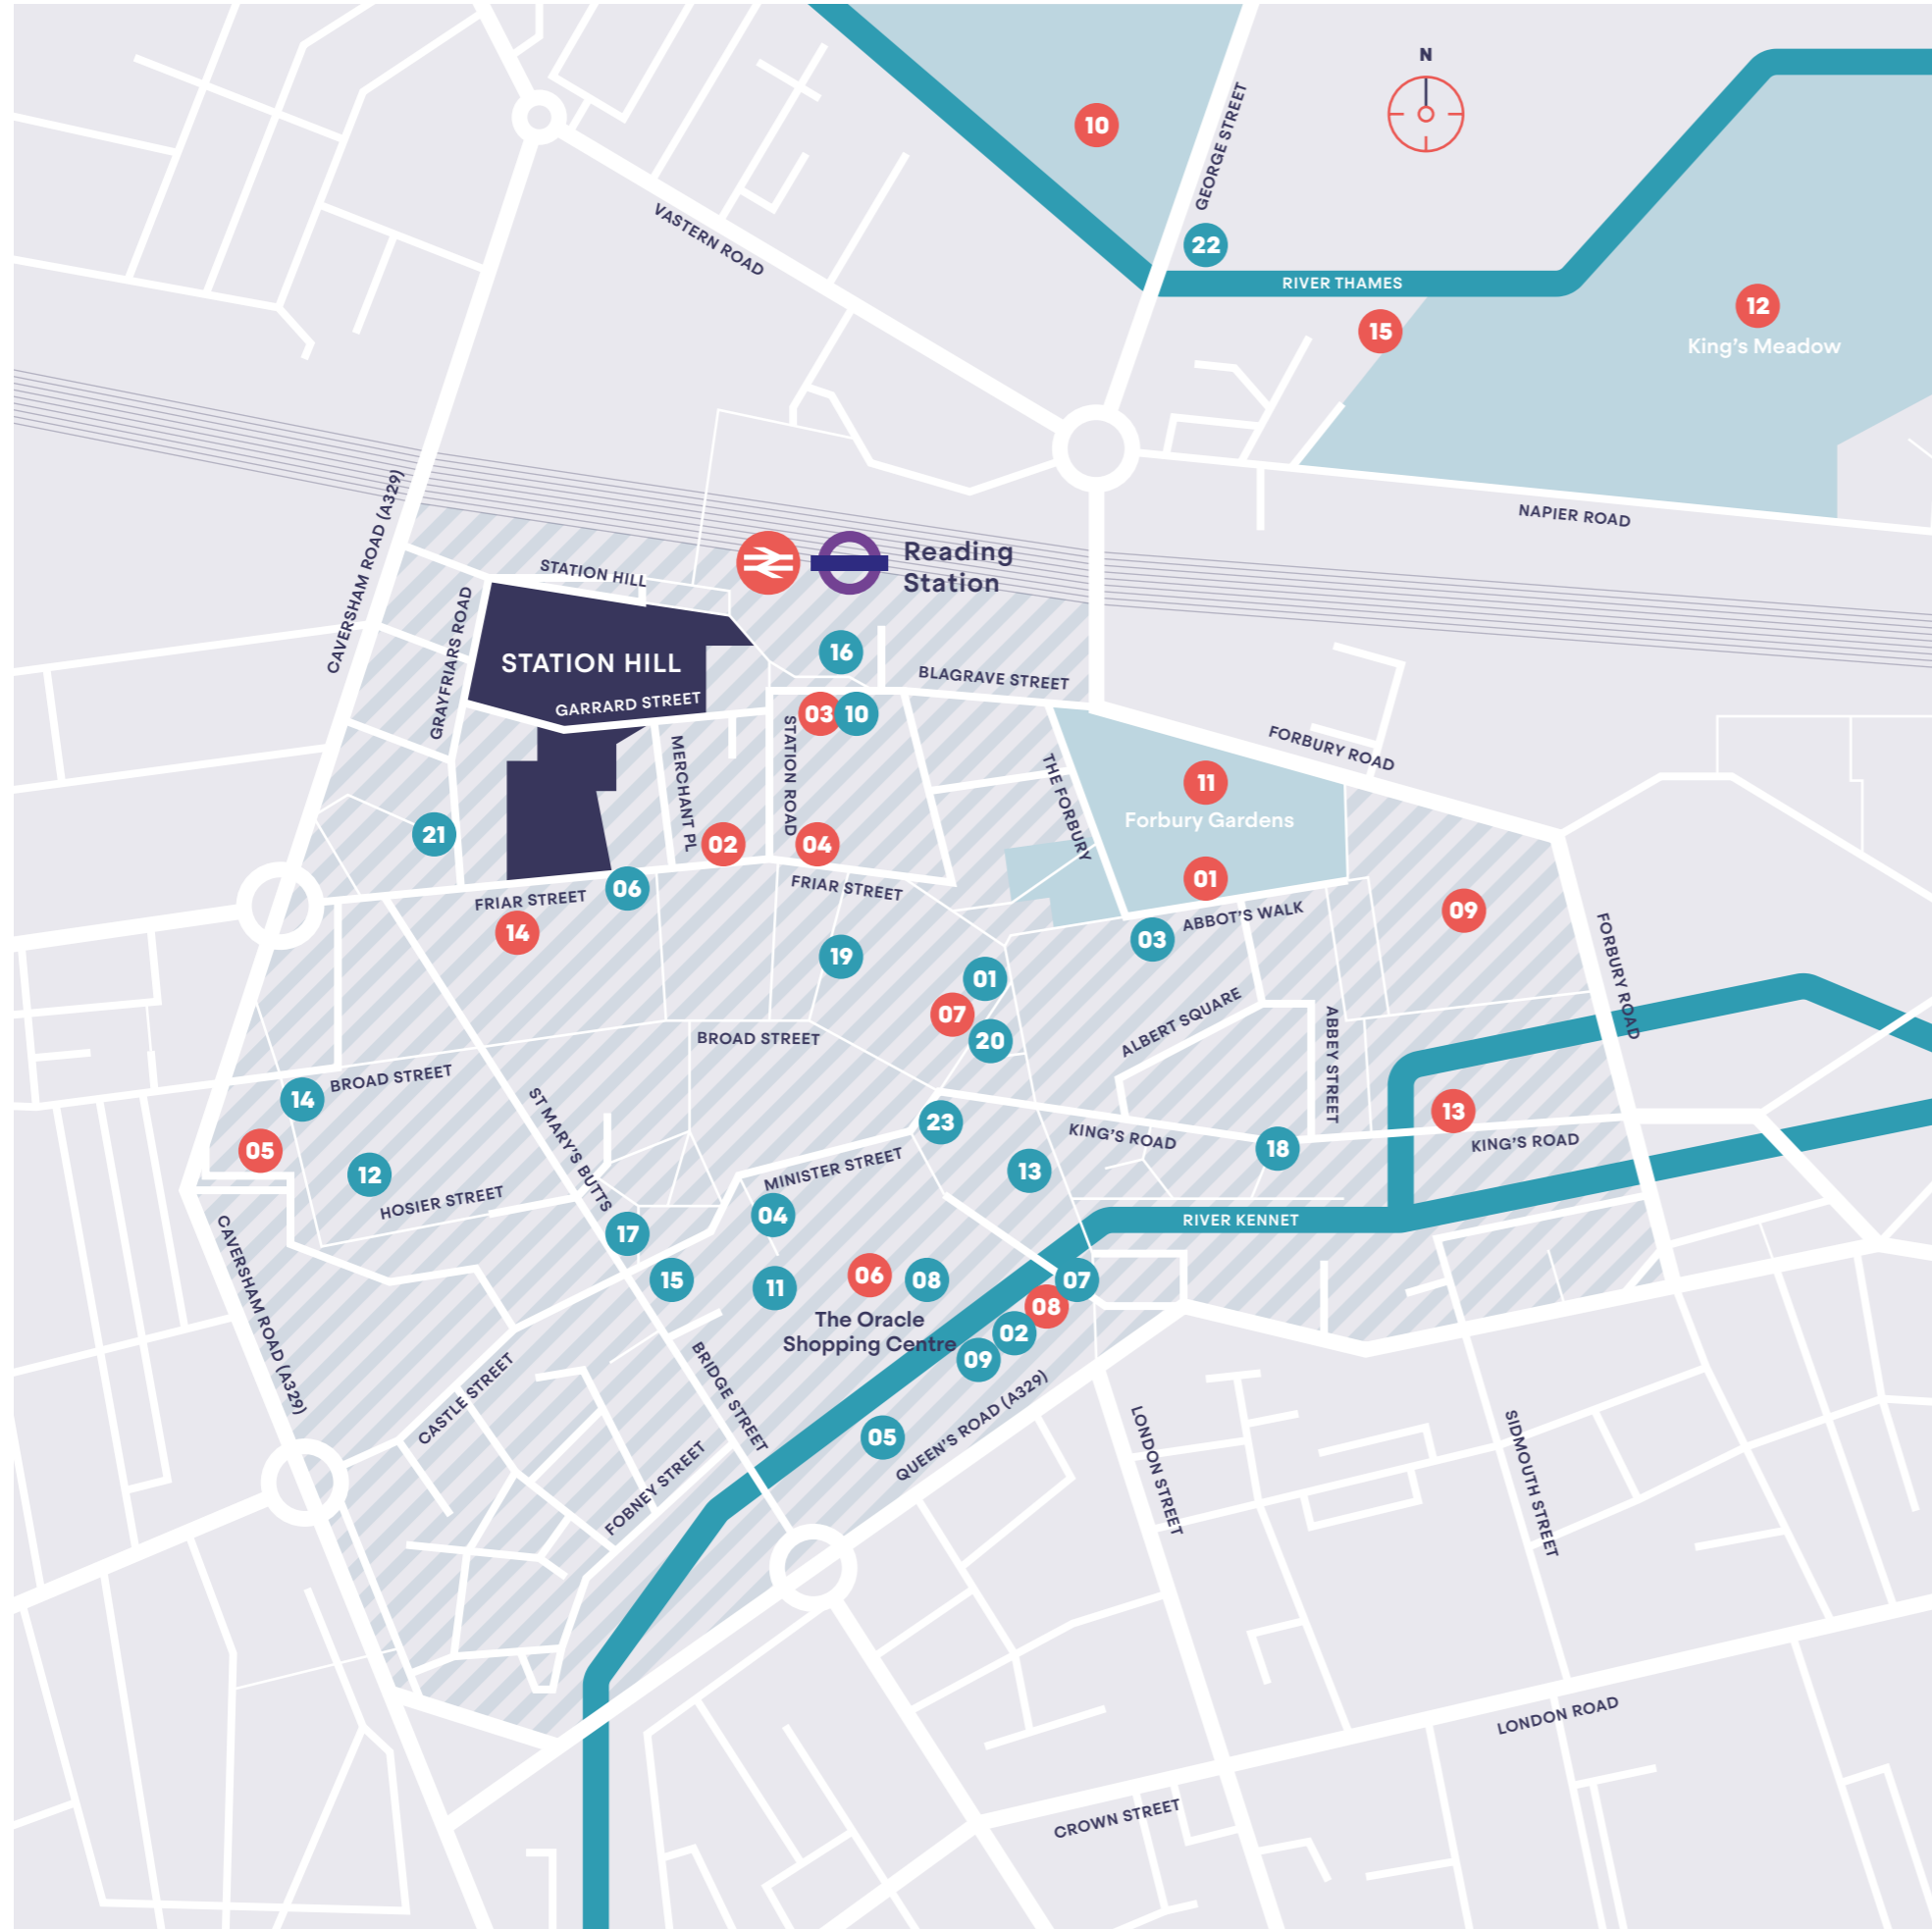 N
10
GEORGE STREET
VASTERN ROAD
22
RIVER THAMES
12
King's Meadow
15
CAVERSHAM ROAD (A329)
NAPIER ROAD
Reading
Station
STATION HILL
GRAYFRIARS ROAD
STATION HILL
16
BLAGRAVE STREET
GARRARD STREET
03
10
STATION ROAD
MERCHANT PL
THE FORBURY
FORBURY ROAD
11
Forbury Gardens
21
02
04
01
FRIAR STREET
06
FRIAR STREET
14
ABBOT'S WALK
03
09
FORBURY ROAD
19
01
07
20
ALBERT SQUARE
ABBEY STREET
BROAD STREET
BROAD STREET
14
ST MARY'S BUTTS
23
KING'S ROAD
13
KING'S ROAD
05
12
HOSIER STREET
MINISTER STREET
13
18
04
17
RIVER KENNET
15
11
06
08
07
The Oracle
Shopping Centre
08
02
09
CAVERSHAM ROAD (A329)
CASTLE STREET
BRIDGE STREET
QUEEN'S ROAD (A329)
05
FOBNEY STREET
LONDON STREET
SIDMOUTH STREET
LONDON ROAD
CROWN STREET